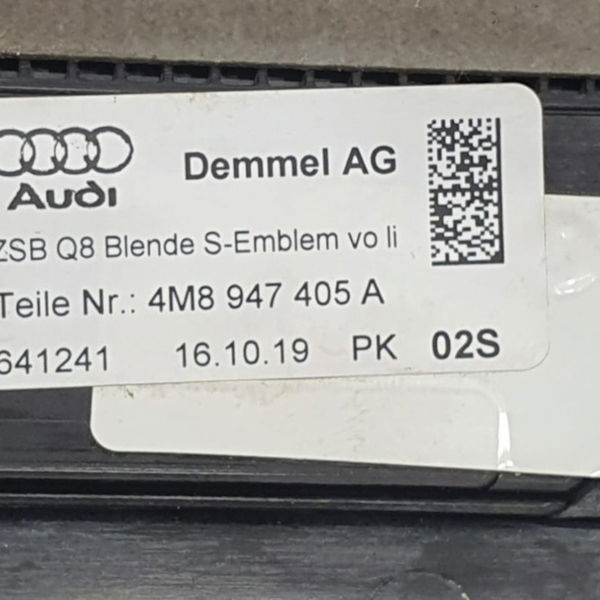 Demmel AG
Audi
ZSB Q8 Blende S-Emblem vo li
Teile Nr.: 4M8 947 405 A
641241 16.10.19 PK 02S